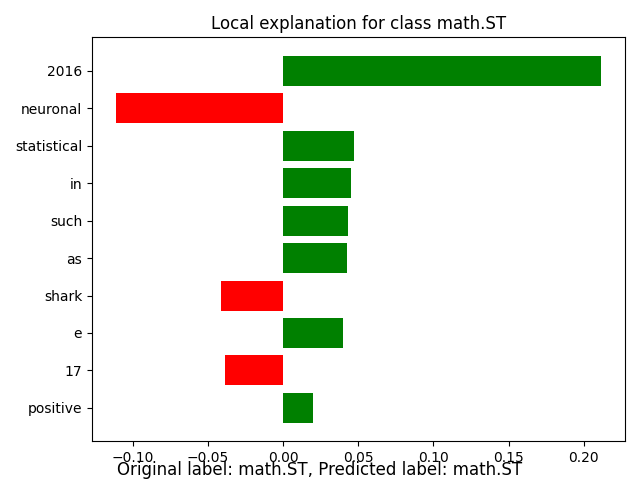 Local explanation for class math.ST
2016
neuronal
statistical
in
such
as
shark
e
17
positive
−0.10 −0.05 0.00 0.05 0.10 0.15 0.20
Original label: math.ST, Predicted label: math.ST